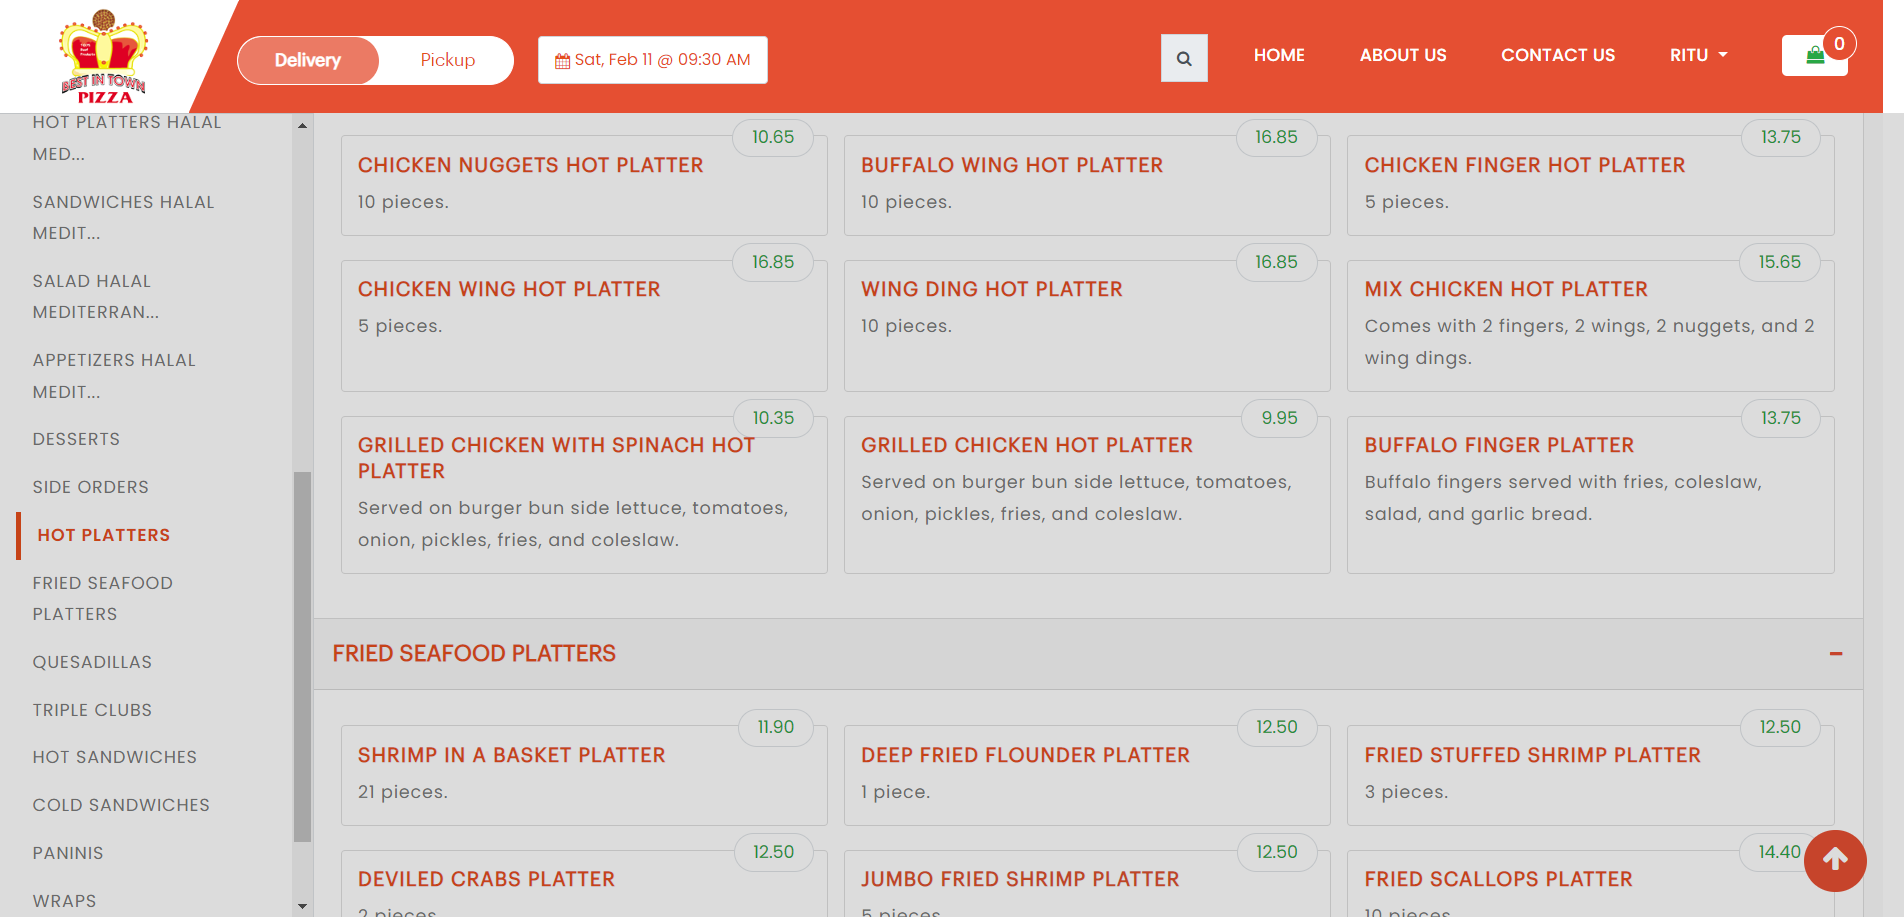 BEST IN TOWN
PIZZA
Delivery
Pickup
Sat, Feb 11 @ 09:30 AM
HOME
ABOUT US
CONTACT US
RITU
0
HOT PLATTERS HALAL
MED...
SANDWICHES HALAL
MEDIT...
SALAD HALAL
MEDITERRAN...
APPETIZERS HALAL
MEDIT...
DESSERTS
SIDE ORDERS
HOT PLATTERS
FRIED SEAFOOD
PLATTERS
QUESADILLAS
TRIPLE CLUBS
HOT SANDWICHES
COLD SANDWICHES
PANINIS
WRAPS
10.65
CHICKEN NUGGETS HOT PLATTER
10 pieces.
16.85
BUFFALO WING HOT PLATTER
10 pieces.
13.75
CHICKEN FINGER HOT PLATTER
5 pieces.
16.85
CHICKEN WING HOT PLATTER
5 pieces.
16.85
WING DING HOT PLATTER
10 pieces.
15.65
MIX CHICKEN HOT PLATTER
Comes with 2 fingers, 2 wings, 2 nuggets, and 2
wing dings.
10.35
GRILLED CHICKEN WITH SPINACH HOT
PLATTER
Served on burger bun side lettuce, tomatoes,
onion, pickles, fries, and coleslaw.
9.95
GRILLED CHICKEN HOT PLATTER
Served on burger bun side lettuce, tomatoes,
onion, pickles, fries, and coleslaw.
13.75
BUFFALO FINGER PLATTER
Buffalo fingers served with fries, coleslaw,
salad, and garlic bread.
FRIED SEAFOOD PLATTERS
11.90
SHRIMP IN A BASKET PLATTER
21 pieces.
12.50
DEEP FRIED FLOUNDER PLATTER
1 piece.
12.50
FRIED STUFFED SHRIMP PLATTER
3 pieces.
12.50
DEVILED CRABS PLATTER
2 pieces
12.50
JUMBO FRIED SHRIMP PLATTER
5 pieces
14.40
FRIED SCALLOPS PLATTER
10 pieces